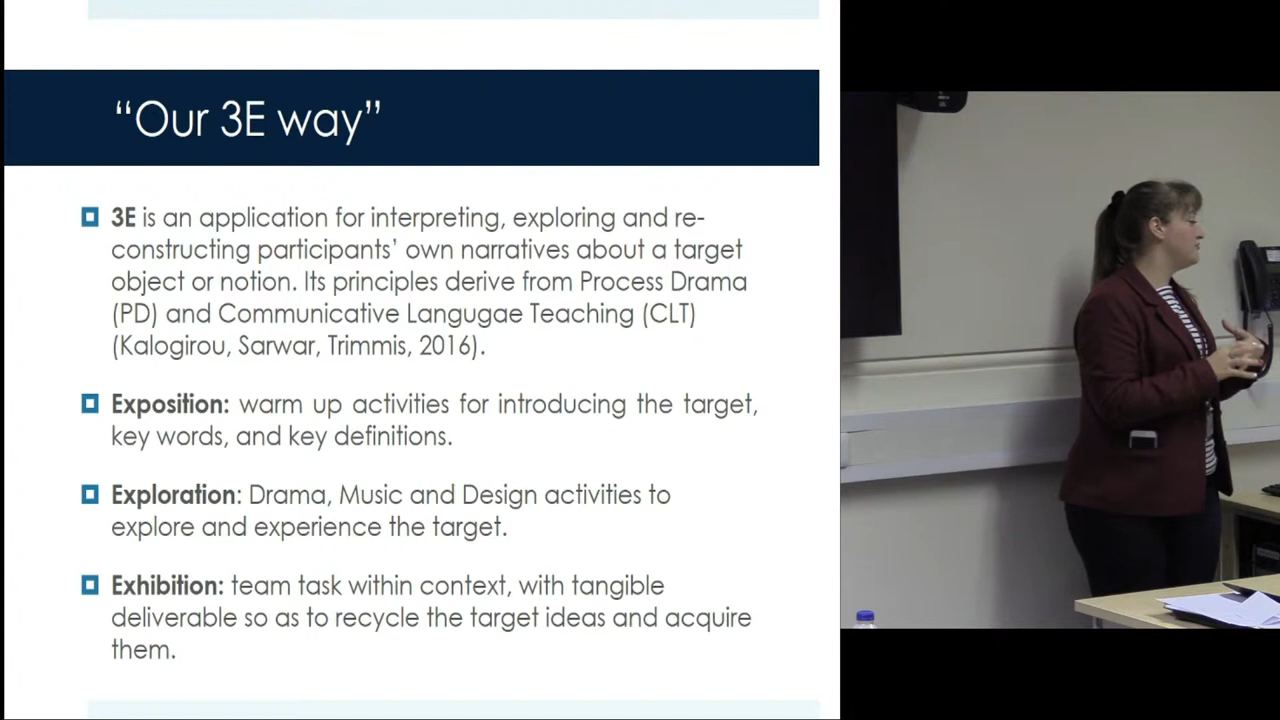 “Our 3E way”
3E is an application for interpreting, exploring and re-
constructing participants’ own narratives about a target
object or notion. Its principles derive from Process Drama
(PD) and Communicative Langugae Teaching (CLT)
(Kalogirou, Sarwar, Trimmis, 2016).
Exposition: warm up activities for introducing the target,
key words, and key definitions.
Exploration: Drama, Music and Design activities to
explore and experience the target.
Exhibition: team task within context, with tangible
deliverable so as to recycle the target ideas and acquire
them.